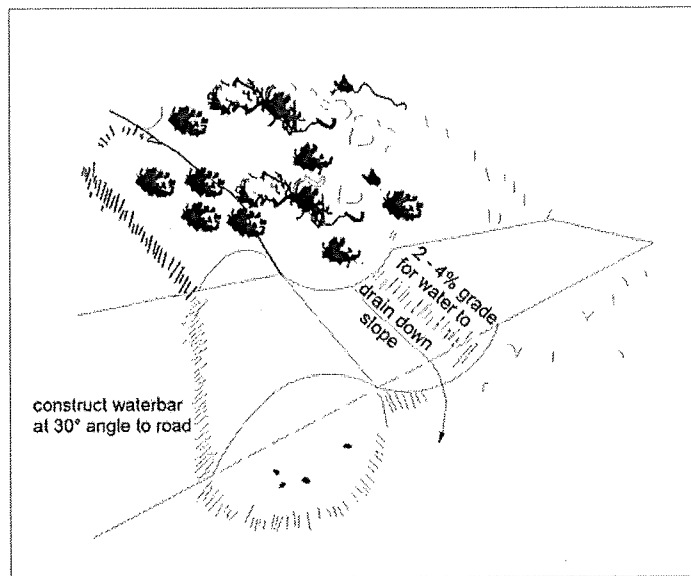 2 - 4% grade
for water to
drain down
slope
construct waterbar
at 30° angle to road